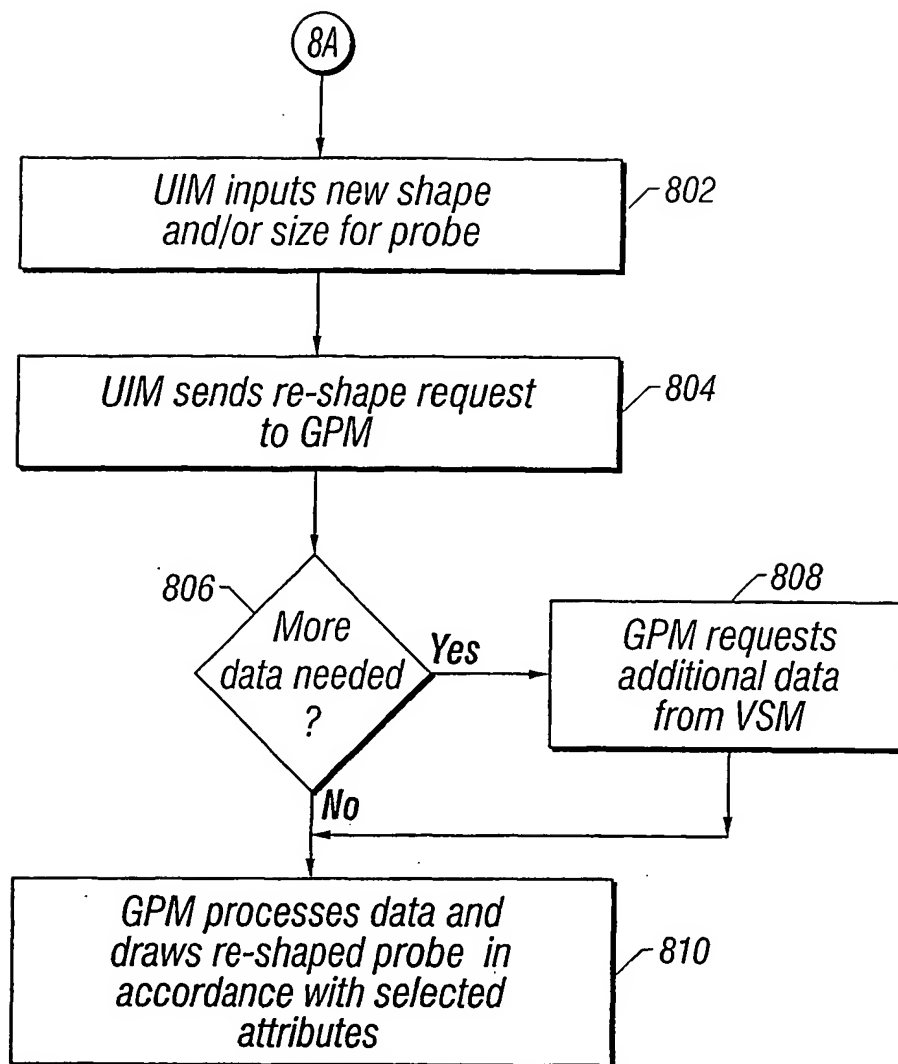 8A
UIM inputs new shape
and/or size for probe
802
UIM sends re-shape request
to GPM
804
806
More
data needed
?
Yes
808
GPM requests
additional data
from VSM
No
GPM processes data and
draws re-shaped probe in
accordance with selected
attributes
810